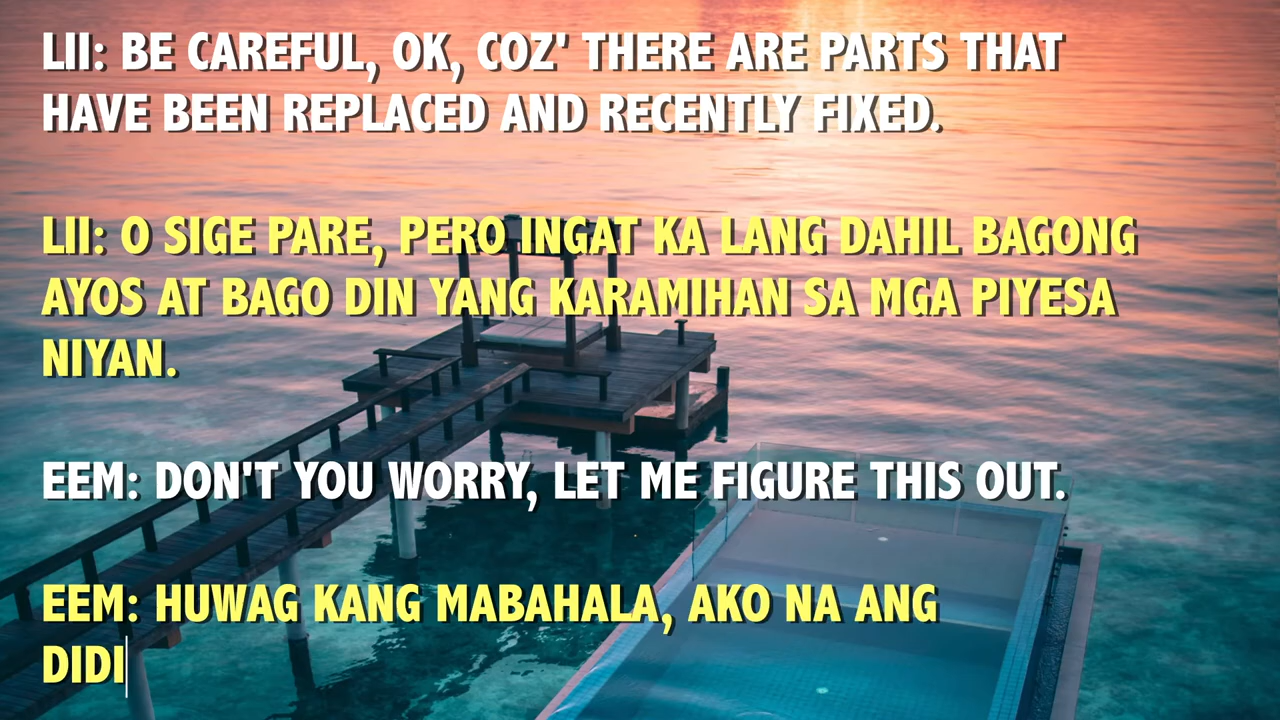 LII: BE CAREFUL, OK, COZ' THERE ARE PARTS THAT
HAVE BEEN REPLACED AND RECENTLY FIXED.
LII: O SIGE PARE, PERO INGAT KA LANG DAHIL BAGONG
AYOS AT BAGO DIN YANG KARAMIHAN SA MGA PIYESA
NIYAN.
EEM: DON'T YOU WORRY, LET ME FIGURE THIS OUT.
EEM: HUWAG KANG MABAHALA, AKO NA ANG
DIDI